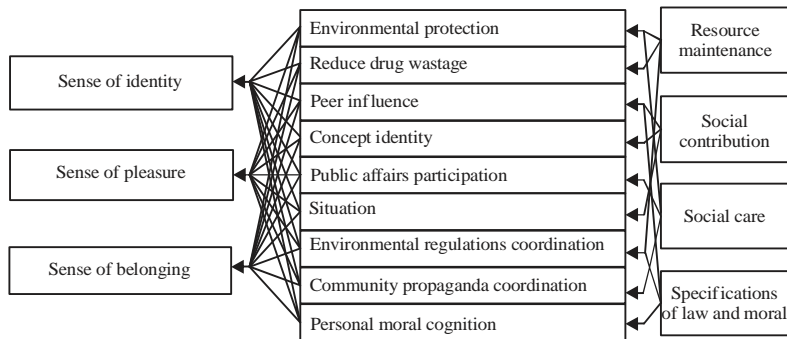 Sense of identity
Sense of pleasure
Sense of belonging
Environmental protection
Reduce drug wastage
Peer influence
Concept identity
Public affairs participation
Situation
Environmental regulations coordination
Community propaganda coordination
Personal moral cognition
Resource
maintenance
Social
contribution
Social care
Specifications
of law and moral